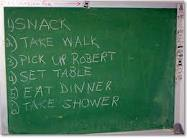 1) SNACK
2) TAKE WALK
3) PICK UP ROBERT
4) SET TABLE
5) EAT DINNER
6) TAKE SHOWER